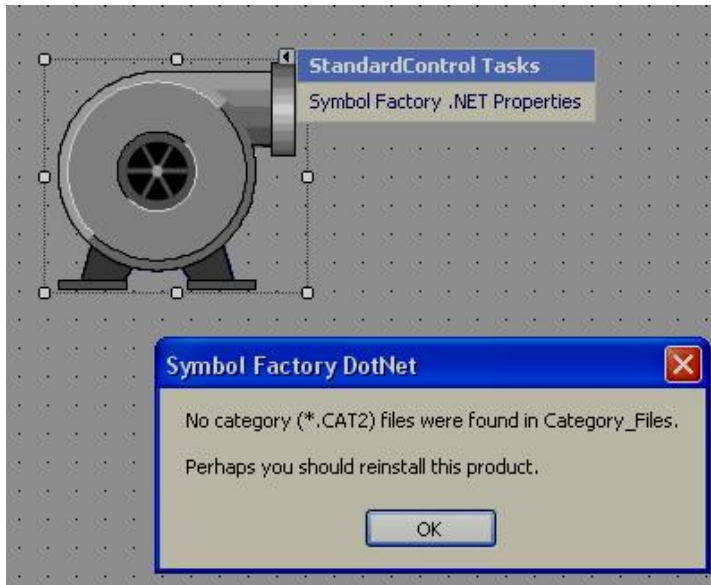 StandardControl Tasks
Symbol Factory .NET Properties
Symbol Factory DotNet
No category (*.CAT2) files were found in Category_Files.
Perhaps you should reinstall this product.
OK